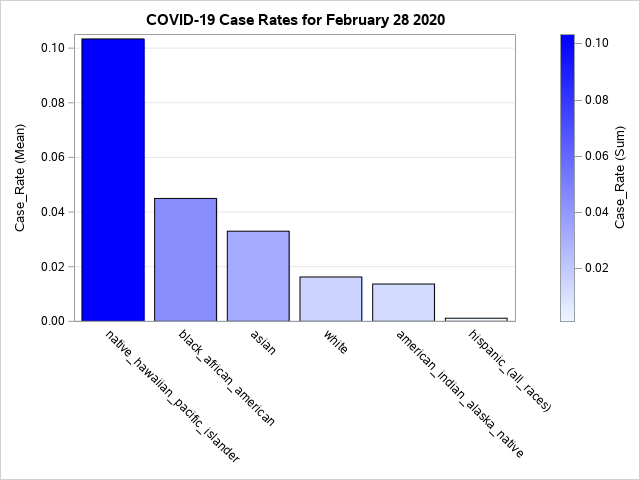 COVID-19 Case Rates for February 28 2020
Case_Rate (Mean)
0.10
0.08
0.06
0.04
0.02
0.00
native_hawaiian_pacific_islander
black_african_american
asian
white
american_indian_alaska_native
hispanic_(all_races)
0.10
0.08
0.06
0.04
0.02
Case_Rate (Sum)